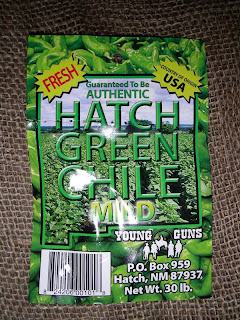 FRESH
Guaranteed To Be
AUTHENTIC
USA
HATCH
GREEN
CHILE
MILD
YOUNG GUNS
P.O. Box 959
Hatch, NM 87937
Net Wt. 30 lb.